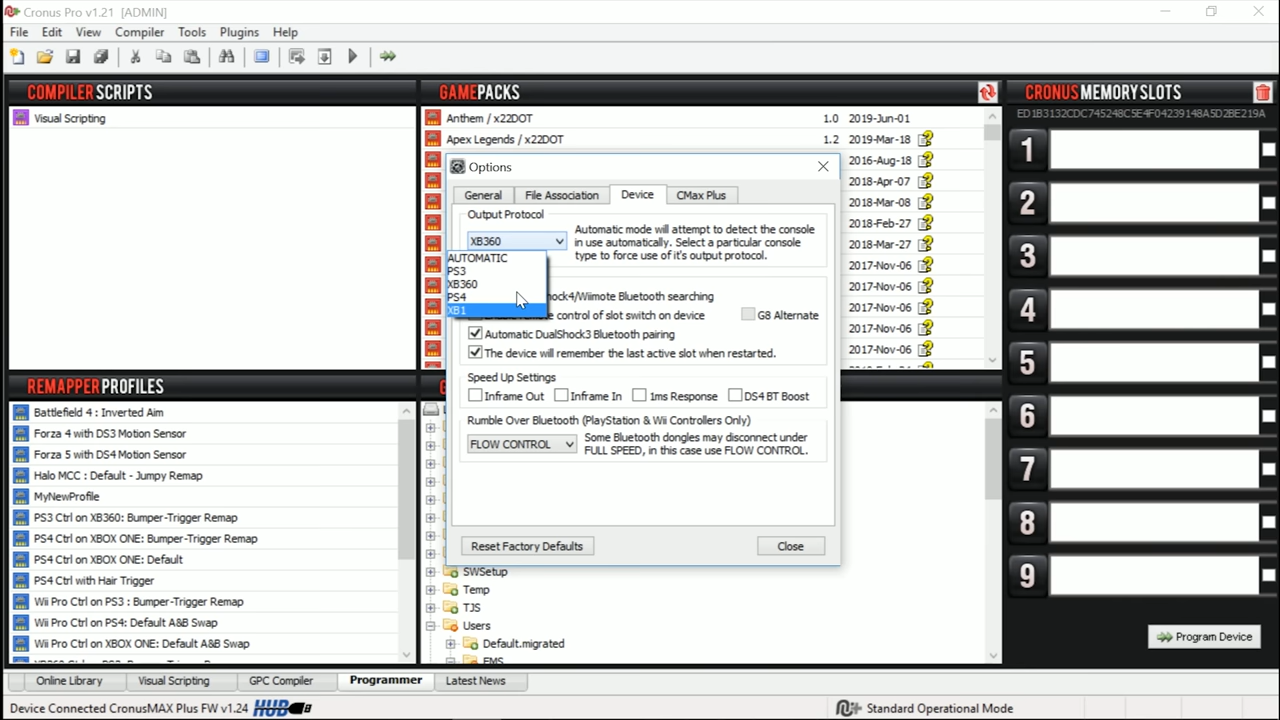 Cronus Pro v1.21 [ADMIN]
File Edit View Compiler Tools Plugins Help
COMPILER SCRIPTS
Visual Scripting
GAMEPACKS
Anthem / x22DOT 1.0 2019-Jun-01
Apex Legends / x22DOT 1.2 2019-Mar-18
2016-Aug-18
2018-Apr-07
2018-Mar-08
2018-Feb-27
2018-Mar-27
2017-Nov-06
2017-Nov-06
2017-Nov-06
2017-Nov-06
2017-Nov-06
CRONUS MEMORY SLOTS
ED1B3132CDC745248C5E4F04239148A5D2BE219A
1
2
3
4
5
6
7
8
9
Program Device
Options
General File Association Device CMax Plus
Output Protocol
XB360
Automatic mode will attempt to detect the console
in use automatically. Select a particular console
type to force use of it's output protocol.
AUTOMATIC
PS3
XB360
PS4
XB1
hock4/Wiimote Bluetooth searching
control of slot switch on device
G8 Alternate
Automatic DualShock3 Bluetooth pairing
The device will remember the last active slot when restarted.
Speed Up Settings
Inframe Out Inframe In 1ms Response DS4 BT Boost
Rumble Over Bluetooth (PlayStation & Wii Controllers Only)
FLOW CONTROL
Some Bluetooth dongles may disconnect under
FULL SPEED, in this case use FLOW CONTROL.
Reset Factory Defaults
Close
REMAPPER PROFILES
Battlefield 4 : Inverted Aim
Forza 4 with DS3 Motion Sensor
Forza 5 with DS4 Motion Sensor
Halo MCC : Default - Jumpy Remap
MyNewProfile
PS3 Ctrl on XB360: Bumper-Trigger Remap
PS4 Ctrl on XBOX ONE: Bumper-Trigger Remap
PS4 Ctrl on XBOX ONE: Default
PS4 Ctrl with Hair Trigger
Wii Pro Ctrl on PS3 : Bumper-Trigger Remap
Wii Pro Ctrl on PS4: Default A&B Swap
Wii Pro Ctrl on XBOX ONE: Default A&B Swap
SWSetup
Temp
TJS
Users
Default.migrated
EMS
Online Library Visual Scripting GPC Compiler Programmer Latest News
Device Connected CronusMAX Plus FW v1.24 HUB
Standard Operational Mode